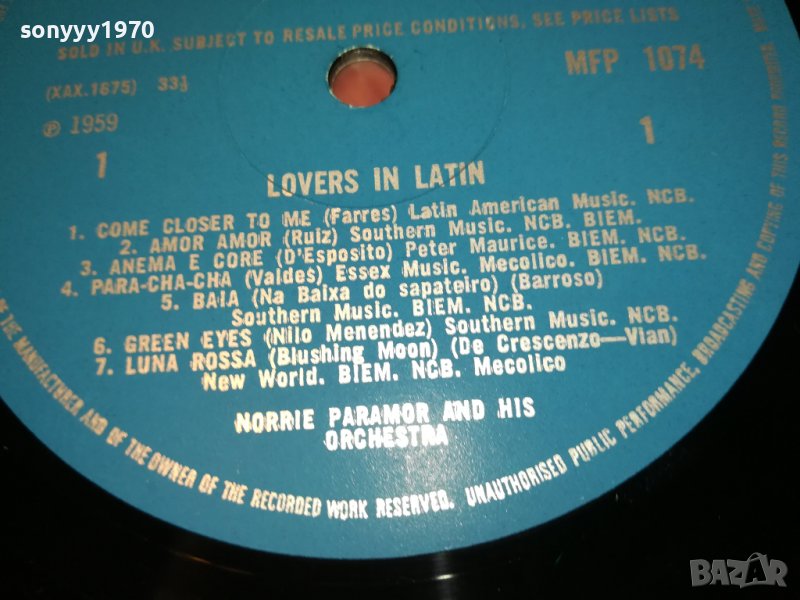 sonyyy1970
SOLD IN U.K. SUBJECT TO RESALE PRICE CONDITIONS, SEE PRICE LISTS
MFP 1074
(XAX.1675) 33⅓
℗ 1959
1
1
LOVERS IN LATIN
1. COME CLOSER TO ME (Farres) Latin American Music. NCB.
2. AMOR AMOR (Ruiz) Southern Music. NCB. BIEM.
3. ANEMA E CORE (D'Esposito) Peter Maurice. BIEM. NCB.
4. PARA-CHA-CHA (Valdes) Essex Music. Mecolico. BIEM. NCB.
5. BAIA (Na Baixa do sapateiro) (Barroso)
Southern Music. BIEM. NCB.
6. GREEN EYES (Nilo Menendez) Southern Music. NCB.
7. LUNA ROSSA (Blushing Moon) (De Crescenzo—Vian)
New World. BIEM. NCB. Mecolico
NORRIE PARAMOR AND HIS
ORCHESTRA
OF THE MANUFACTURER AND OF THE OWNER OF THE RECORDED WORK RESERVED. UNAUTHORISED PUBLIC PERFORMANCE, BROADCASTING AND COPYING OF THIS RECORD PROHIBITED
BAZAR